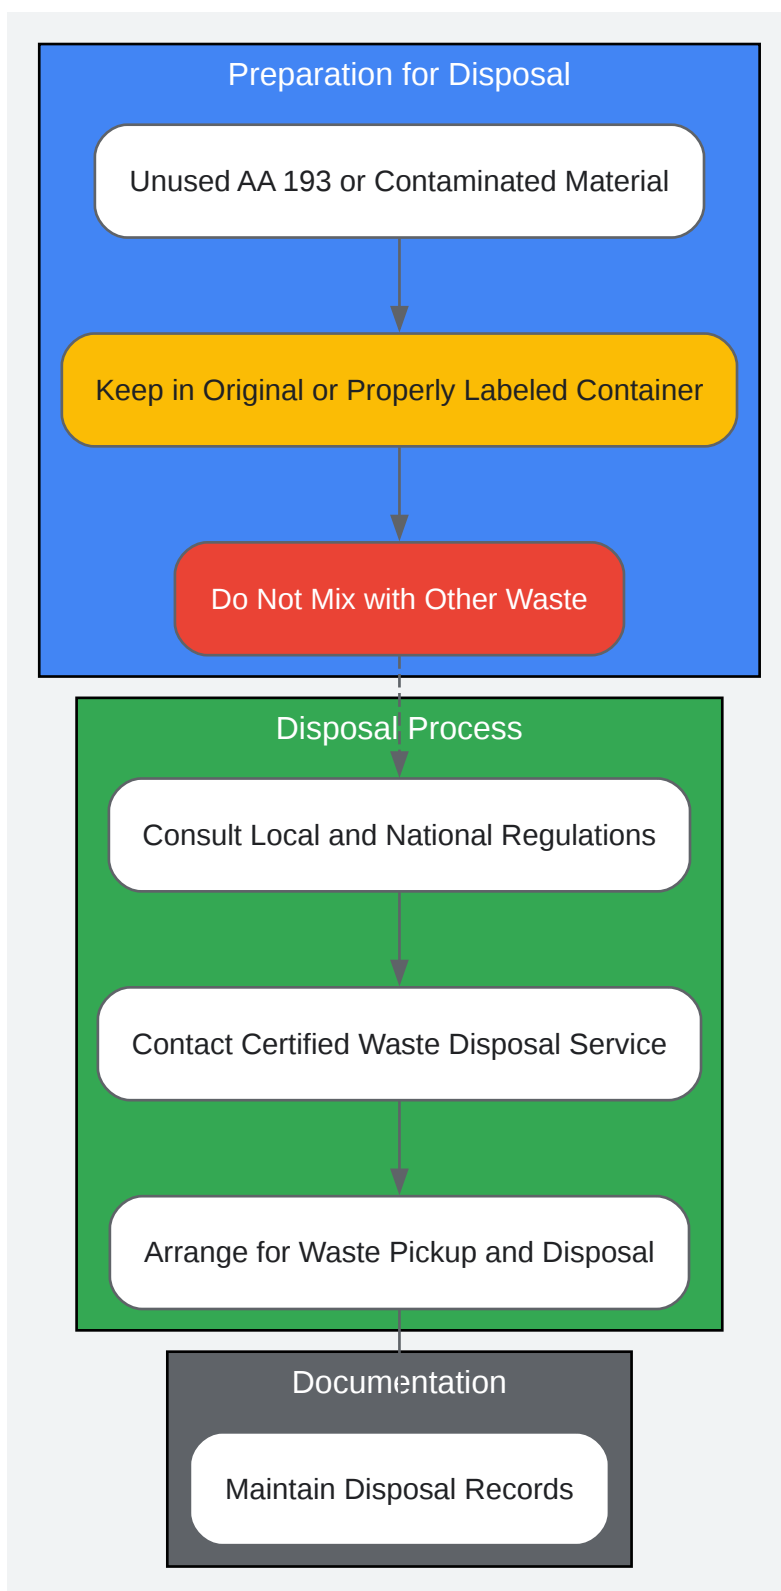 Preparation for Disposal
Unused AA 193 or Contaminated Material
Keep in Original or Properly Labeled Container
Do Not Mix with Other Waste
Disposal Process
Consult Local and National Regulations
Contact Certified Waste Disposal Service
Arrange for Waste Pickup and Disposal
Documentation
Maintain Disposal Records